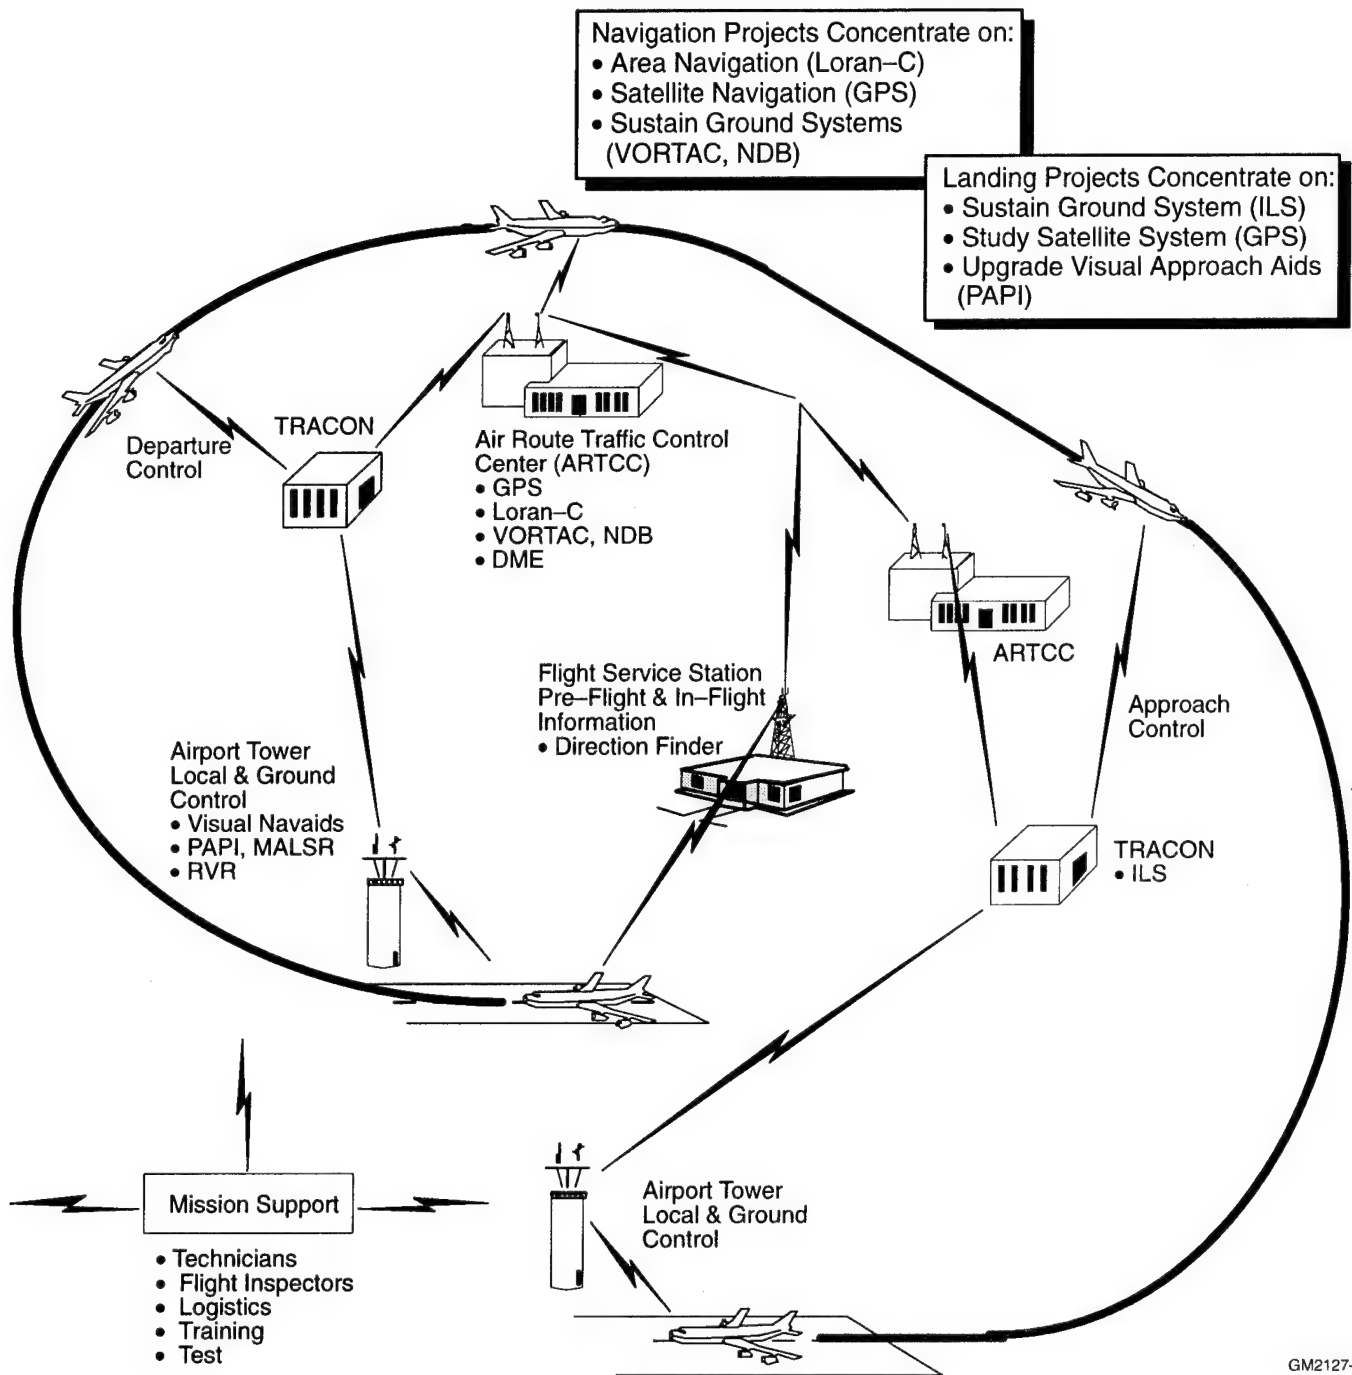 Navigation Projects Concentrate on:
• Area Navigation (Loran–C)
• Satellite Navigation (GPS)
• Sustain Ground Systems
(VORTAC, NDB)
Landing Projects Concentrate on:
• Sustain Ground System (ILS)
• Study Satellite System (GPS)
• Upgrade Visual Approach Aids
(PAPI)
Departure
Control
TRACON
Air Route Traffic Control
Center (ARTCC)
• GPS
• Loran–C
• VORTAC, NDB
• DME
ARTCC
Flight Service Station
Pre–Flight & In–Flight
Information
• Direction Finder
Approach
Control
Airport Tower
Local & Ground
Control
• Visual Navaids
• PAPI, MALSR
• RVR
TRACON
• ILS
Mission Support
• Technicians
• Flight Inspectors
• Logistics
• Training
• Test
Airport Tower
Local & Ground
Control
GM2127-